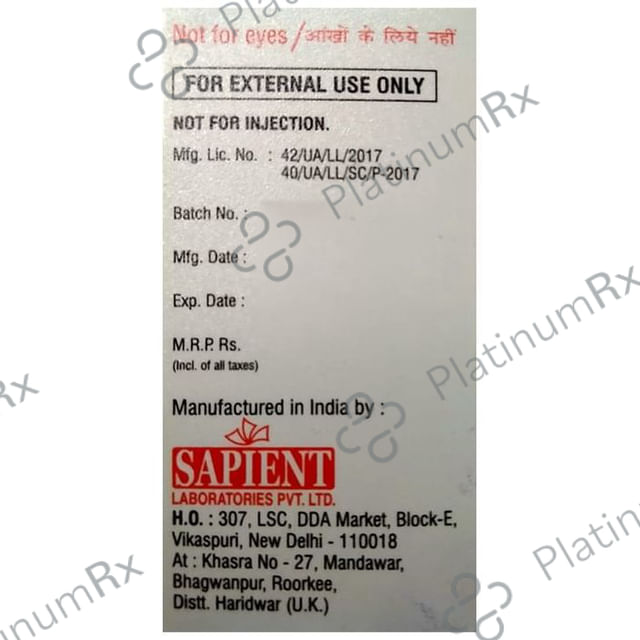 Not for eyes / आंखों के लिये नहीं
FOR EXTERNAL USE ONLY
NOT FOR INJECTION.
Mfg. Lic. No. : 42/UA/LL/2017
40/UA/LL/SC/P-2017
Batch No. :
Mfg. Date :
Exp. Date :
M.R.P. Rs.
(Incl. of all taxes)
Manufactured in India by :
SAPIENT
LABORATORIES PVT. LTD.
H.O. : 307, LSC, DDA Market, Block-E,
Vikaspuri, New Delhi - 110018
At : Khasra No - 27, Mandawar,
Bhagwanpur, Roorkee,
Distt. Haridwar (U.K.)
PlatinumRx
PlatinumRx
PlatinumRx
Rx
PlatinumRx
Platinu